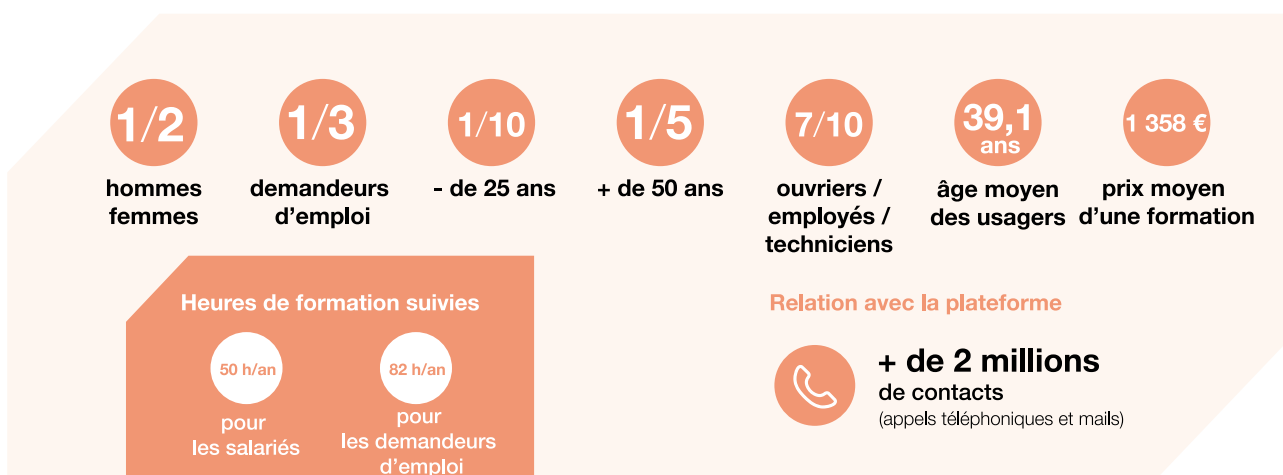 1/2
hommes
femmes
1/3
demandeurs
d'emploi
1/10
- de 25 ans
1/5
+ de 50 ans
7/10
ouvriers /
employés /
techniciens
39,1
ans
âge moyen
des usagers
1 358 €
prix moyen
d'une formation
Heures de formation suivies
50 h/an
pour
les salariés
82 h/an
pour
les demandeurs
d'emploi
Relation avec la plateforme
+ de 2 millions
de contacts
(appels téléphoniques et mails)